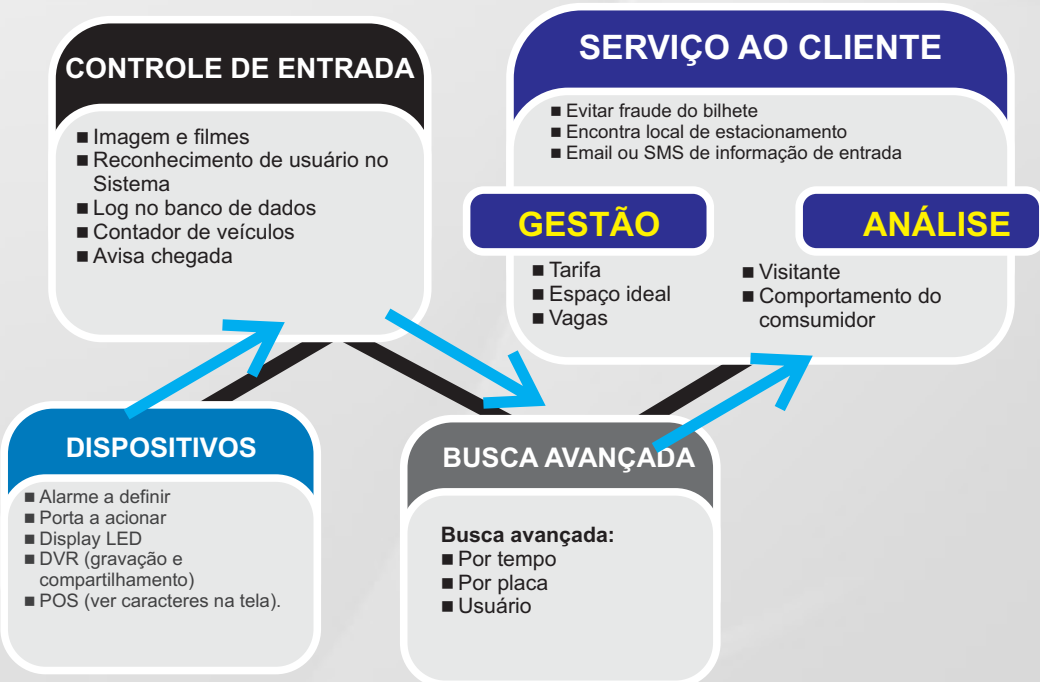 CONTROLE DE ENTRADA
■ Imagem e filmes
■ Reconhecimento de usuário no
Sistema
■ Log no banco de dados
■ Contador de veículos
■ Avisa chegada
SERVIÇO AO CLIENTE
■ Evitar fraude do bilhete
■ Encontra local de estacionamento
■ Email ou SMS de informação de entrada
GESTÃO
■ Tarifa
■ Espaço ideal
■ Vagas
ANÁLISE
■ Visitante
■ Comportamento do
comsumidor
DISPOSITIVOS
■ Alarme a definir
■ Porta a acionar
■ Display LED
■ DVR (gravação e
compartilhamento)
■ POS (ver caracteres na tela).
BUSCA AVANÇADA
Busca avançada:
■ Por tempo
■ Por placa
■ Usuário